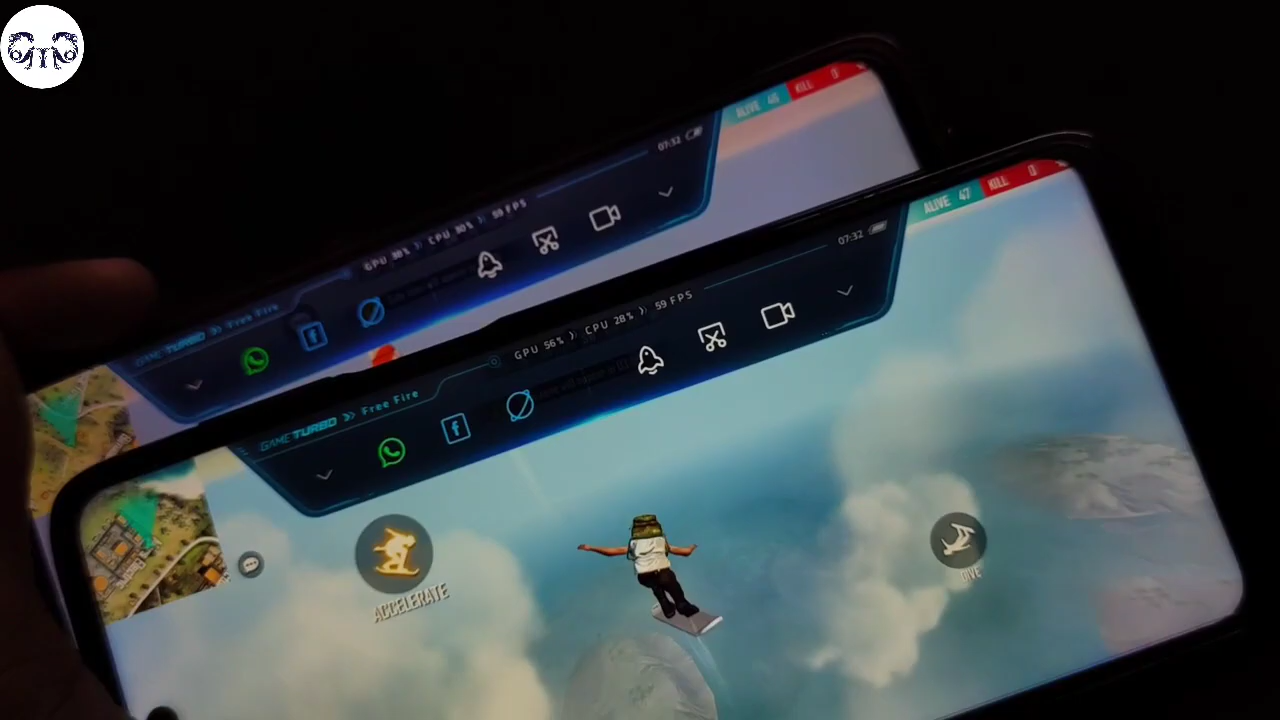 ALIVE 46 KILL 0
07:32
GPU 30% CPU 30% 59 FPS
GAME TURBO Free Fire
ALIVE 47 KILL 0
07:32
GPU 56% CPU 28% 59 FPS
GAME TURBO Free Fire
ACCELERATE
DIVE